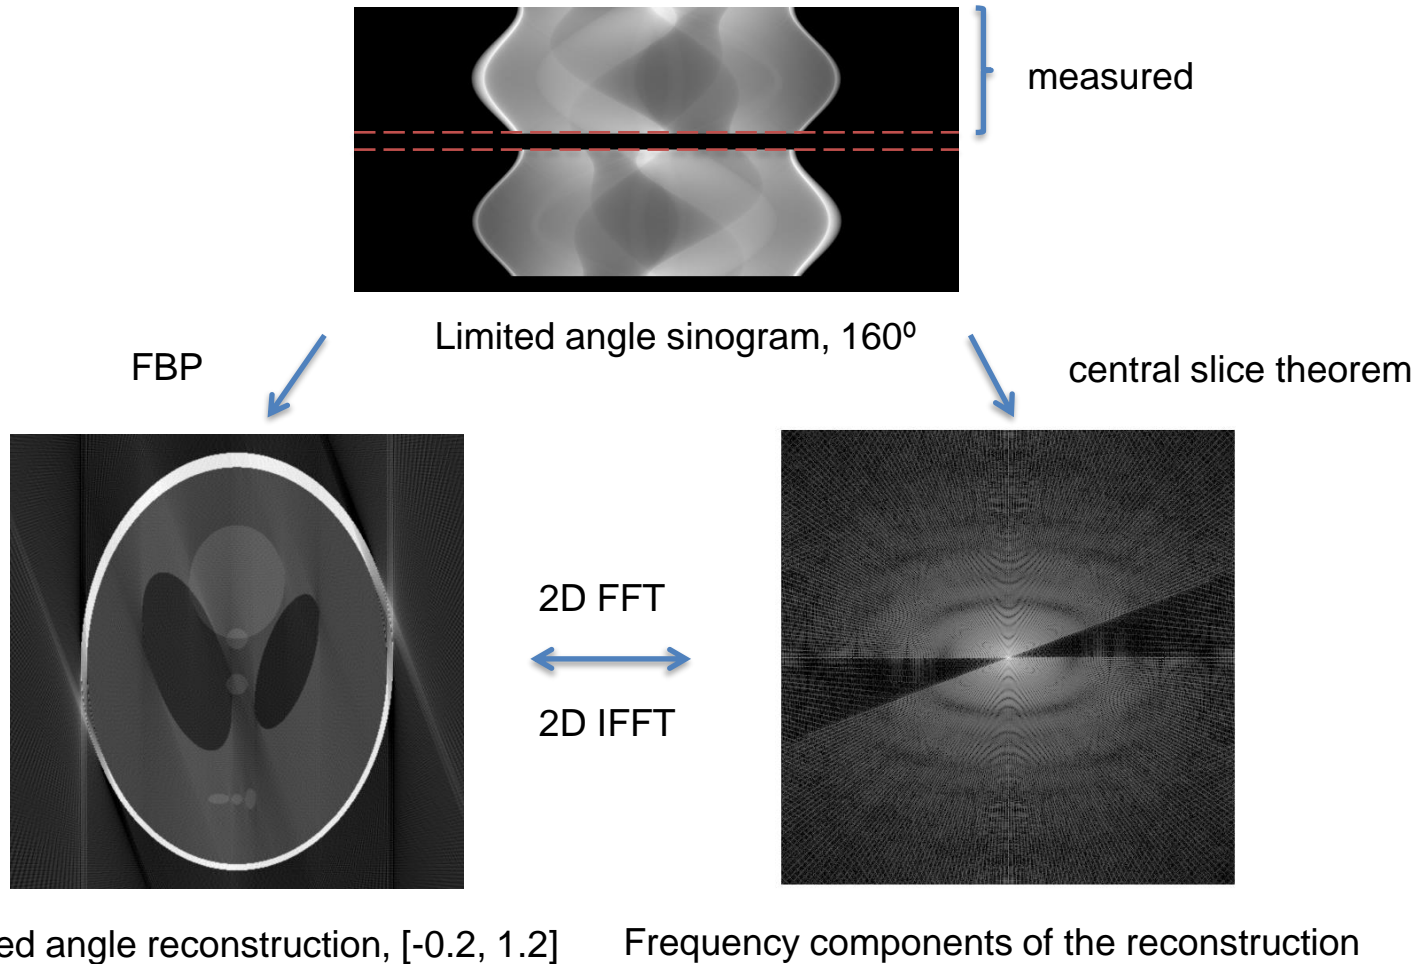 measured
Limited angle sinogram, 160º
FBP
central slice theorem
2D FFT
2D IFFT
ed angle reconstruction, [-0.2, 1.2]
Frequency components of the reconstruction